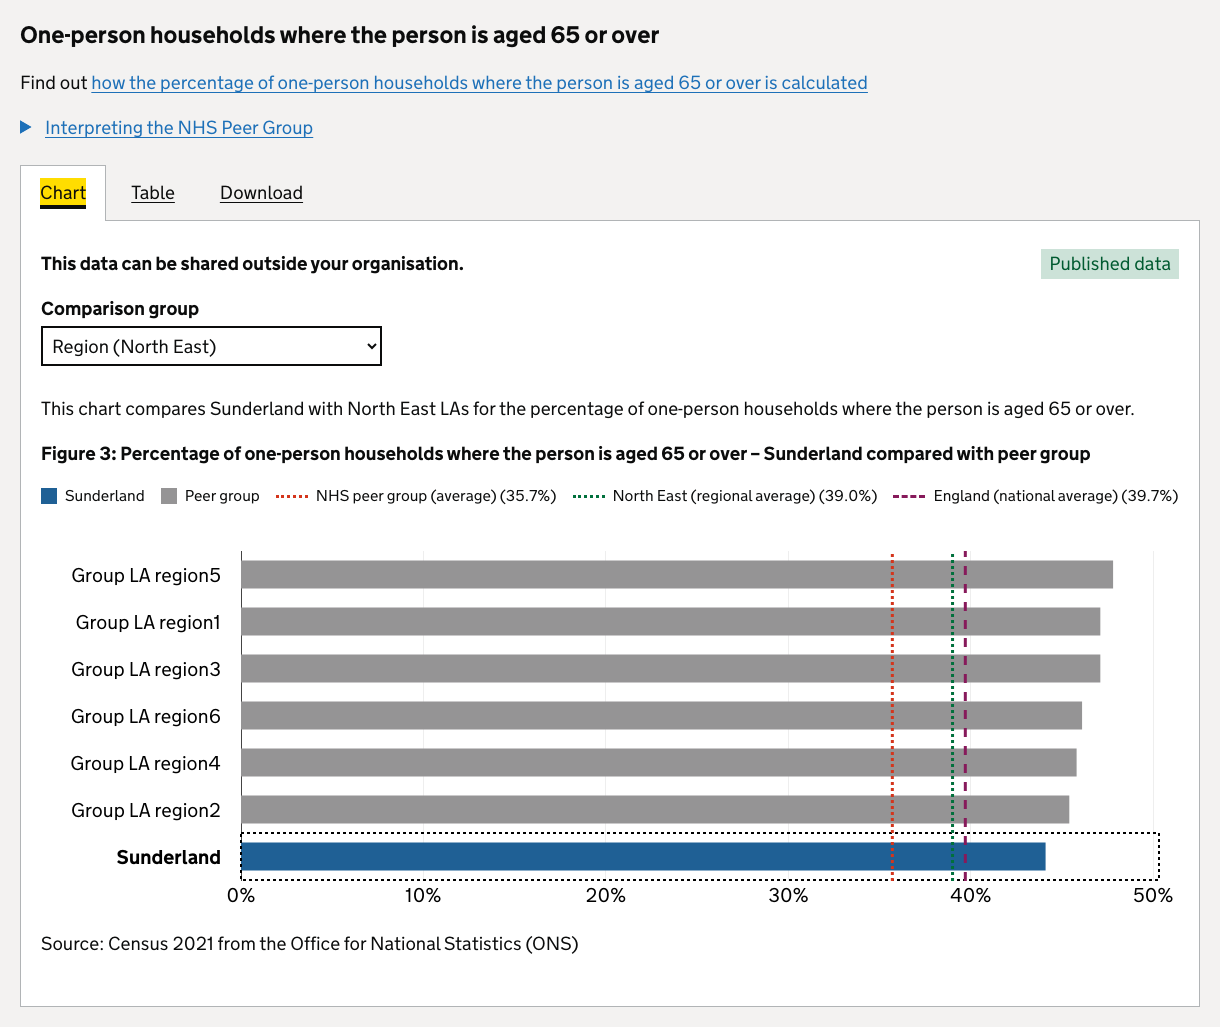 One-person households where the person is aged 65 or over
Find out how the percentage of one-person households where the person is aged 65 or over is calculated
Interpreting the NHS Peer Group
Chart Table Download
This data can be shared outside your organisation. Published data
Comparison group
Region (North East)
This chart compares Sunderland with North East LAs for the percentage of one-person households where the person is aged 65 or over.
Figure 3: Percentage of one-person households where the person is aged 65 or over – Sunderland compared with peer group
Sunderland Peer group NHS peer group (average) (35.7%) North East (regional average) (39.0%) England (national average) (39.7%)
Group LA region5
Group LA region1
Group LA region3
Group LA region6
Group LA region4
Group LA region2
Sunderland
0% 10% 20% 30% 40% 50%
Source: Census 2021 from the Office for National Statistics (ONS)